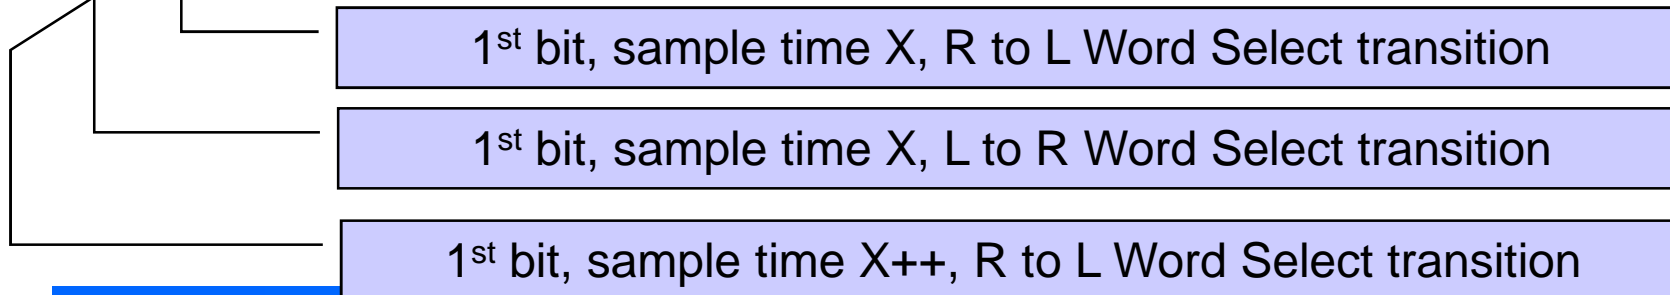 1st bit, sample time X, R to L Word Select transition
1st bit, sample time X, L to R Word Select transition
1st bit, sample time X++, R to L Word Select transition